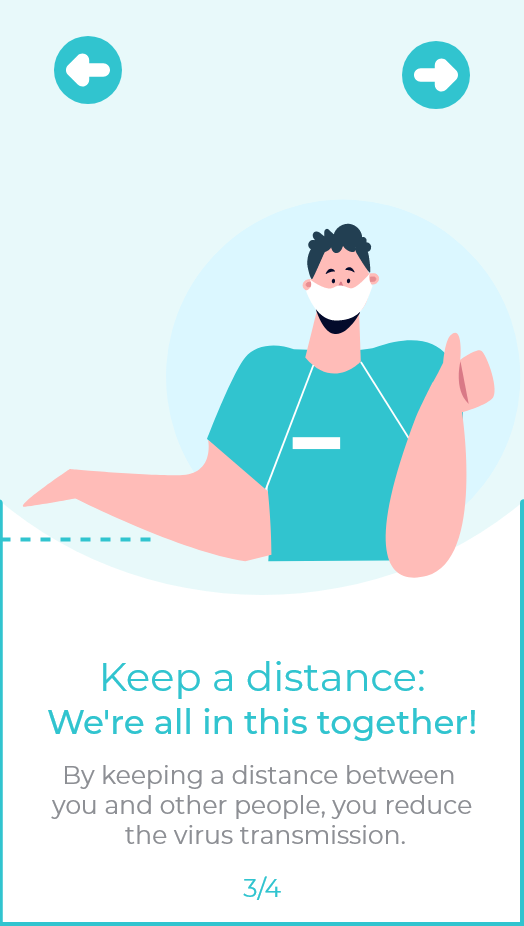 Keep a distance:
We're all in this together!
By keeping a distance between
you and other people, you reduce
the virus transmission.
3/4